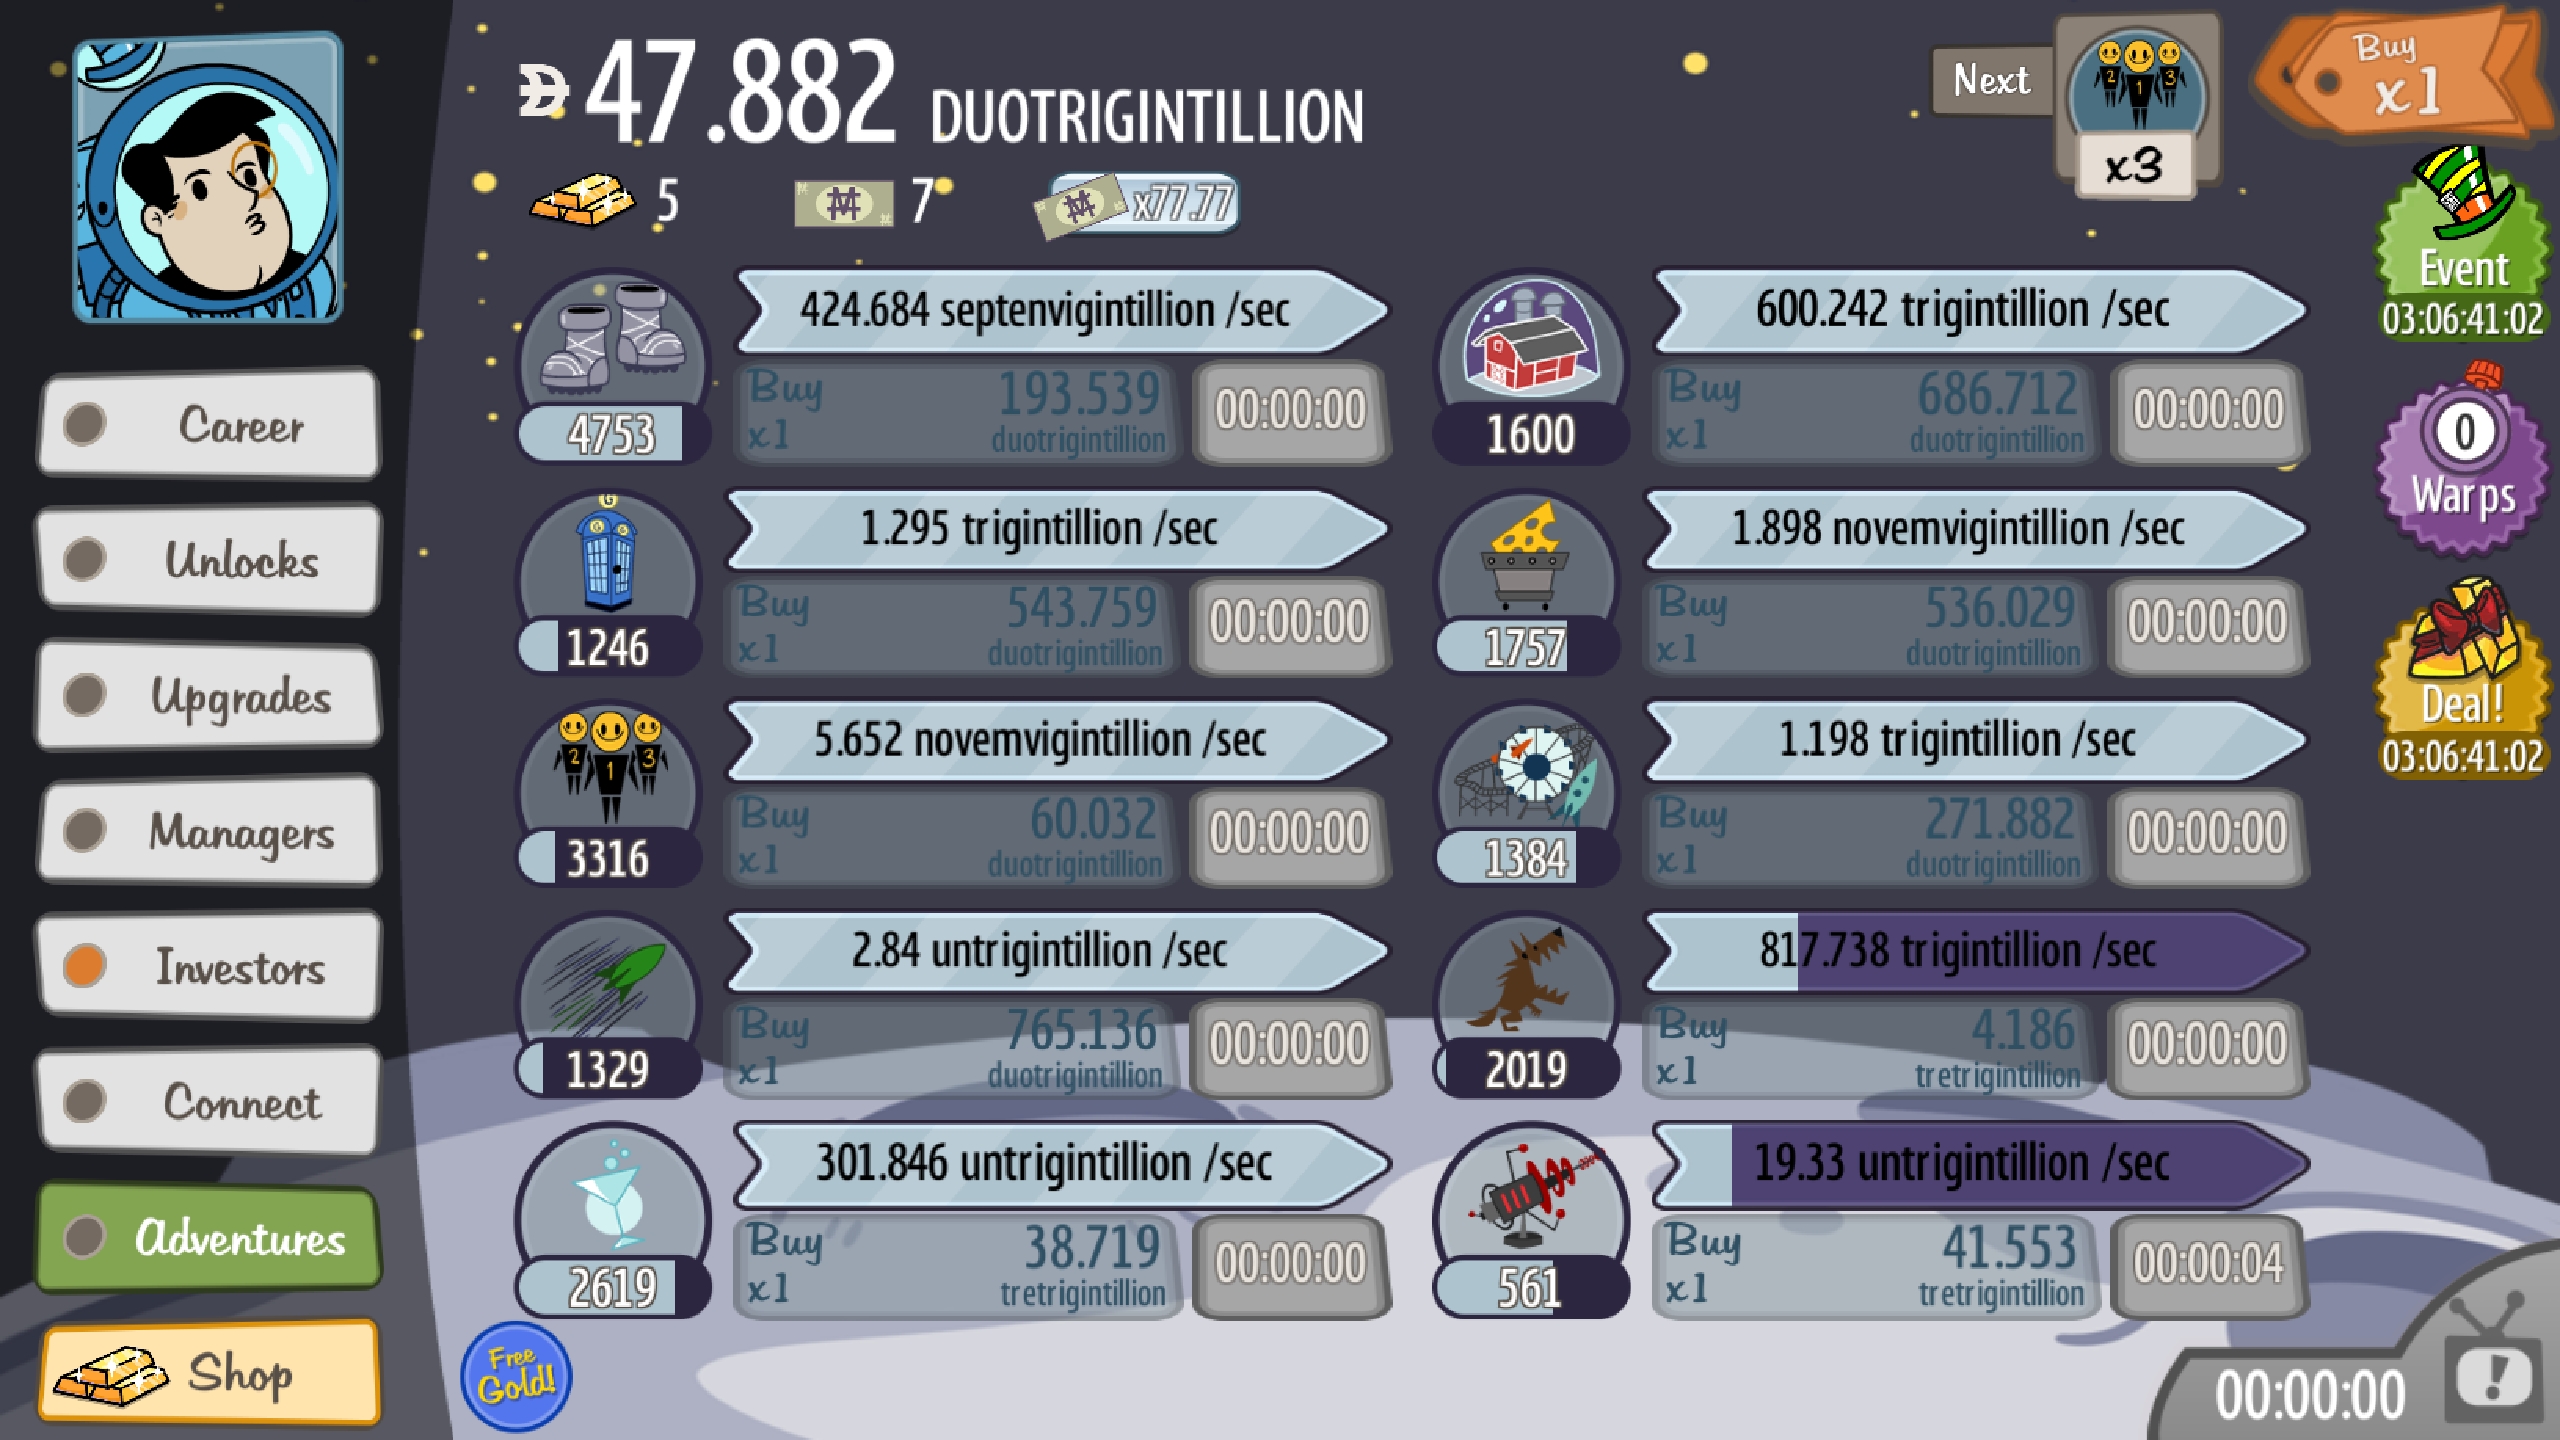 47.882 DUOTRIGINTILLION
5
7
x77.77
Next
x3
Buy
x1
Event
03:06:41:02
0
Warps
Deal!
03:06:41:02
Career
Unlocks
Upgrades
Managers
Investors
Connect
Adventures
Shop
424.684 septenvigintillion /sec
4753
Buy
x1
193.539
duotrigintillion
00:00:00
600.242 trigintillion /sec
1600
Buy
x1
686.712
duotrigintillion
00:00:00
1.295 trigintillion /sec
1246
Buy
x1
543.759
duotrigintillion
00:00:00
1.898 novemvigintillion /sec
1757
Buy
x1
536.029
duotrigintillion
00:00:00
5.652 novemvigintillion /sec
2 1 3
3316
Buy
x1
60.032
duotrigintillion
00:00:00
1.198 trigintillion /sec
1384
Buy
x1
271.882
duotrigintillion
00:00:00
2.84 untrigintillion /sec
1329
Buy
x1
765.136
duotrigintillion
00:00:00
817.738 trigintillion /sec
2019
Buy
x1
4.186
tretrigintillion
00:00:00
301.846 untrigintillion /sec
2619
Buy
x1
38.719
tretrigintillion
00:00:00
19.33 untrigintillion /sec
561
Buy
x1
41.553
tretrigintillion
00:00:04
Free
Gold!
00:00:00